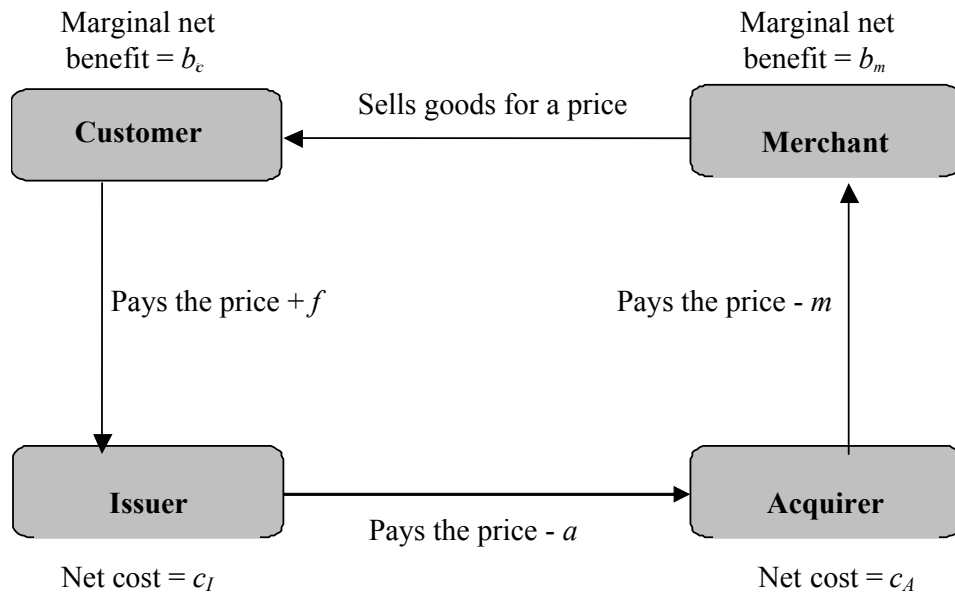 Marginal net
benefit = b_c
Marginal net
benefit = b_m
Customer
Sells goods for a price
Merchant
Pays the price + f
Pays the price - m
Issuer
Pays the price - a
Acquirer
Net cost = c_I
Net cost = c_A